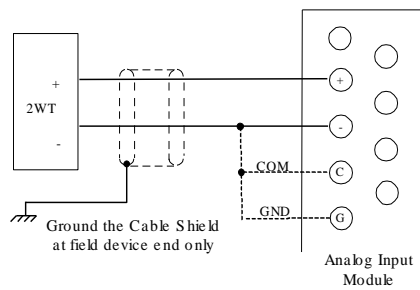 +
2WT
-
+
-
COM
C
GND
G
Ground the Cable Shield
at field device end only
Analog Input
Module